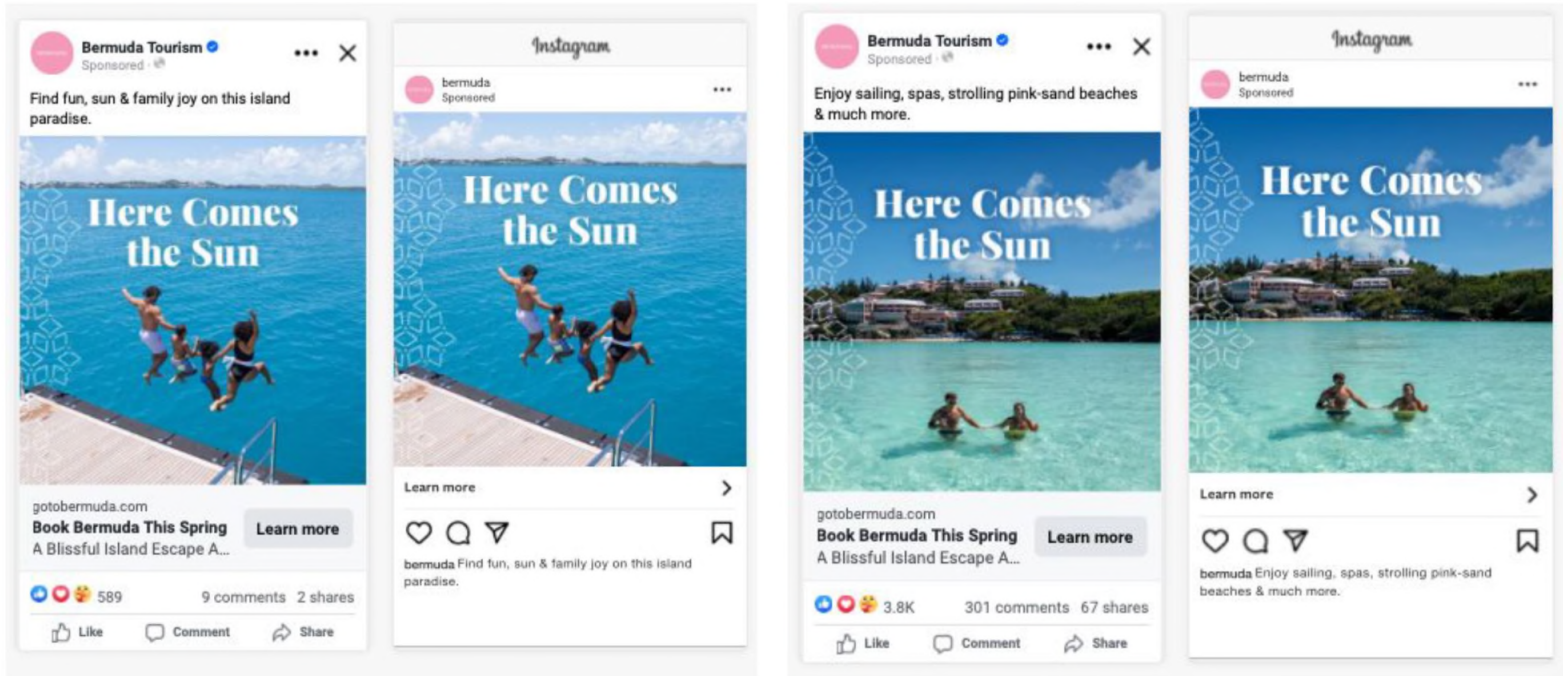 Bermuda Tourism
Sponsored ·
Find fun, sun & family joy on this island
paradise.
Here Comes
the Sun
gotobermuda.com
Book Bermuda This Spring
A Blissful Island Escape A...
Learn more
589
9 comments 2 shares
Like
Comment
Share
Instagram
bermuda
Sponsored
Here Comes
the Sun
Learn more
bermuda Find fun, sun & family joy on this island
paradise.
Bermuda Tourism
Sponsored ·
Enjoy sailing, spas, strolling pink-sand beaches
& much more.
Here Comes
the Sun
gotobermuda.com
Book Bermuda This Spring
A Blissful Island Escape A...
Learn more
3.8K
301 comments 67 shares
Like
Comment
Share
Instagram
bermuda
Sponsored
Here Comes
the Sun
Learn more
bermuda Enjoy sailing, spas, strolling pink-sand
beaches & much more.